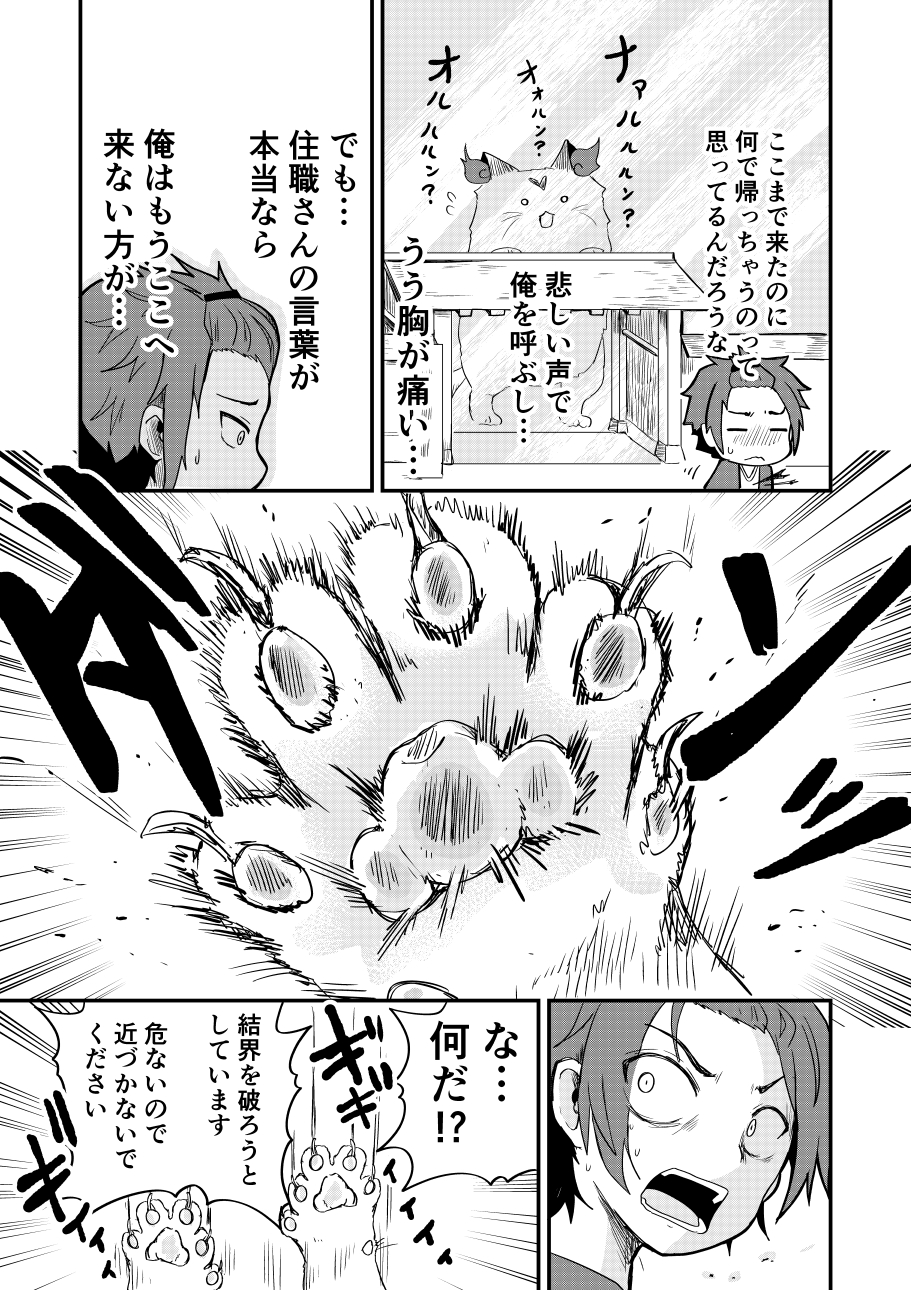 ここまで来たのに
何で帰っちゃうのって
思ってるんだろうな
ナァルルルン?
オォルン?
オルルルン?
悲しい声で
俺を呼ぶし…
うう胸が痛い…
でも…
住職さんの言葉が
本当なら
俺はもうここへ
来ない方が…
な…
何だ!?
ギギギ
結界を破ろうと
しています
危ないので
近づかないで
ください
ギギギ
ィィィ
ィィィ